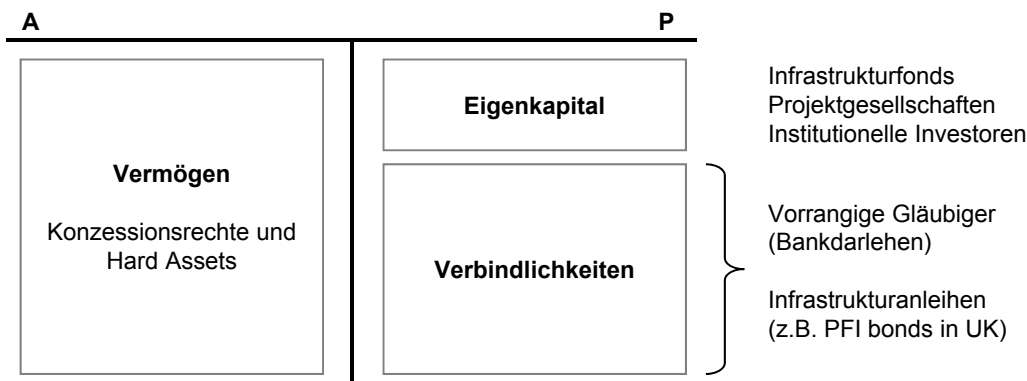 A
P
Vermögen
Konzessionsrechte und
Hard Assets
Eigenkapital
Verbindlichkeiten
Infrastrukturfonds
Projektgesellschaften
Institutionelle Investoren
Vorrangige Gläubiger
(Bankdarlehen)
Infrastrukturanleihen
(z.B. PFI bonds in UK)